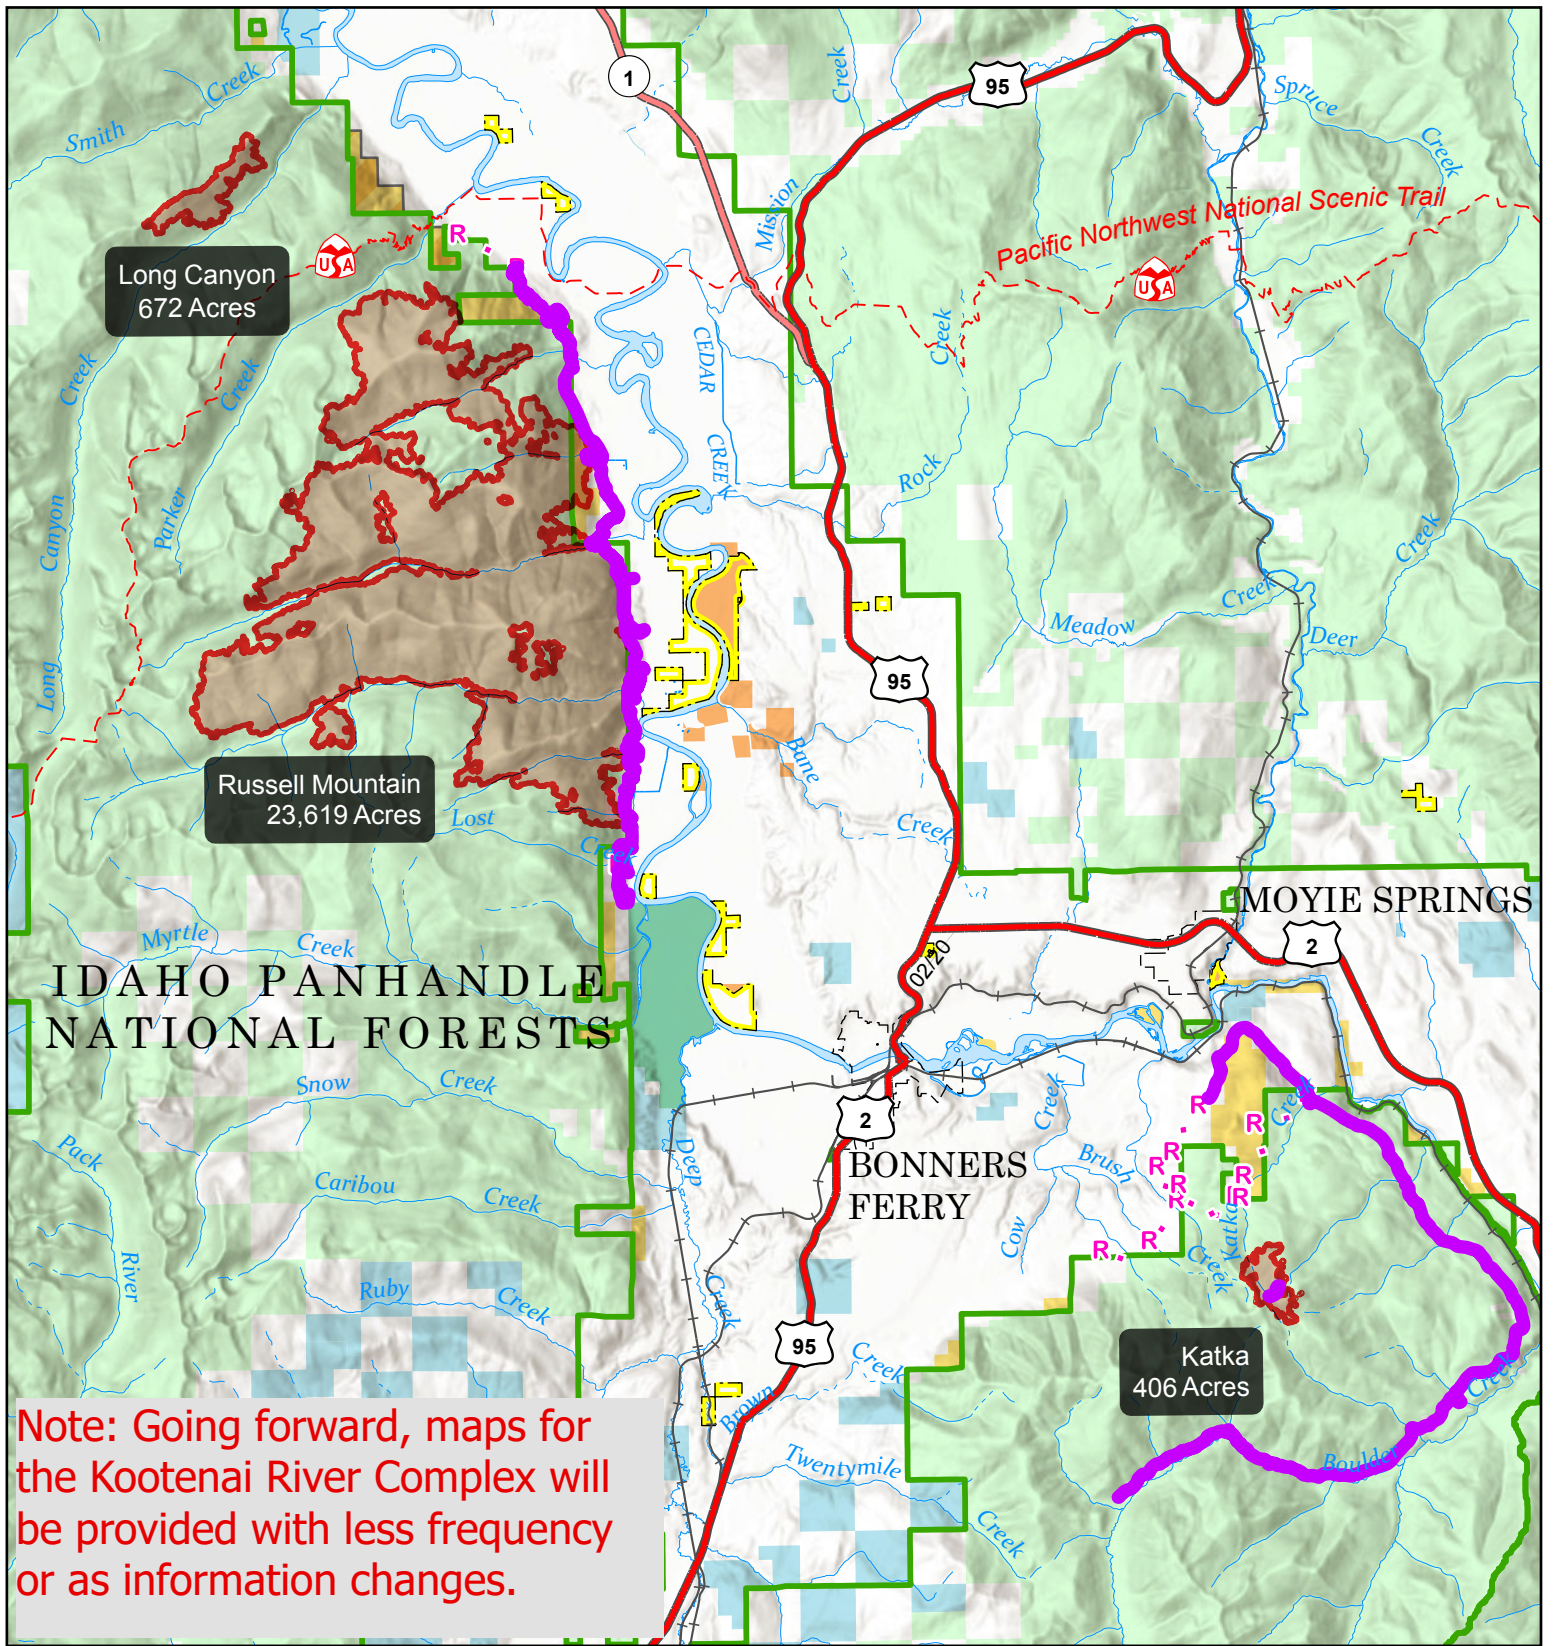 1
95
Creek
Smith
Creek
Spruce
Creek
Mission
Pacific Northwest National Scenic Trail
R
USA
USA
Long Canyon
672 Acres
CEDAR
CREEK
Creek
Rock
Creek
Creek
Parker
Long
Canyon
Creek
Meadow
Creek
Deer
95
Bane
Creek
Russell Mountain
23,619 Acres
Lost
Creek
MOYIE SPRINGS
2
Myrtle
Creek
02/20
IDAHO PANHANDLE
NATIONAL FORESTS
Snow
Creek
2
BONNERS
FERRY
Creek
Brush
Cow
Creek
Creek
Katka
R
R
R
R
R
R
R
R
R
R
Pack
River
Caribou
Creek
Deep
Creek
Ruby
Creek
95
Creek
Brown
Katka
406 Acres
Creek
Boulder
Twentymile
Creek
Note: Going forward, maps for
the Kootenai River Complex will
be provided with less frequency
or as information changes.